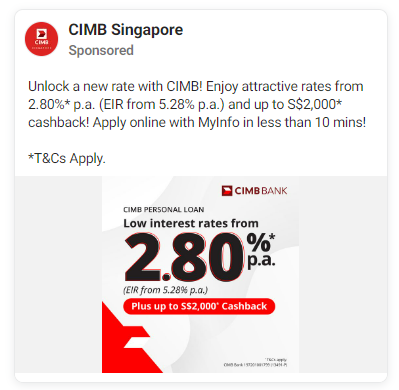 CIMB Singapore
Sponsored
CIMB
Unlock a new rate with CIMB! Enjoy attractive rates from
2.80%* p.a. (EIR from 5.28% p.a.) and up to S$2,000*
cashback! Apply online with MyInfo in less than 10 mins!
*T&Cs Apply.
CIMB BANK
CIMB PERSONAL LOAN
Low interest rates from
2.80%* p.a.
(EIR from 5.28% p.a.)
Plus up to S$2,000* Cashback
*T&Cs apply.
CIMB Bank